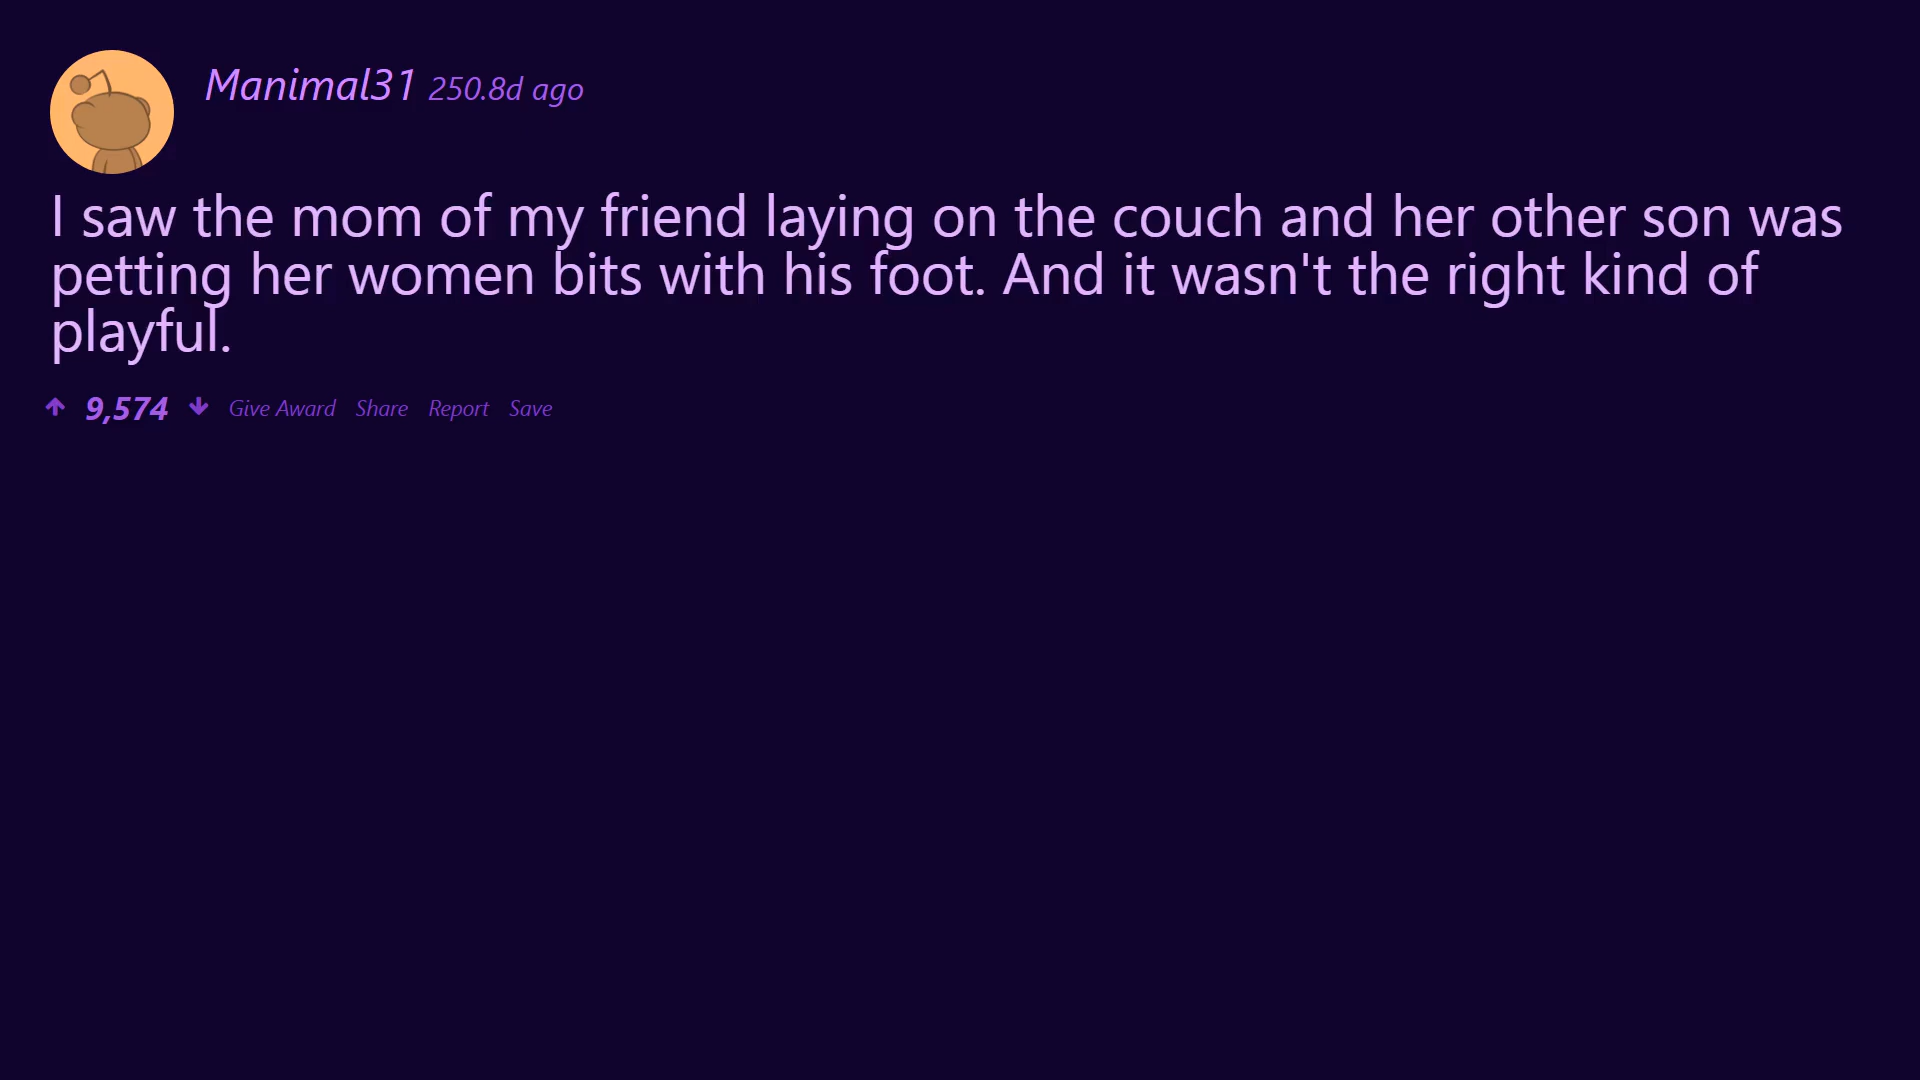 Manimal31 250.8d ago
I saw the mom of my friend laying on the couch and her other son was
petting her women bits with his foot. And it wasn't the right kind of
playful.
9,574 Give Award Share Report Save